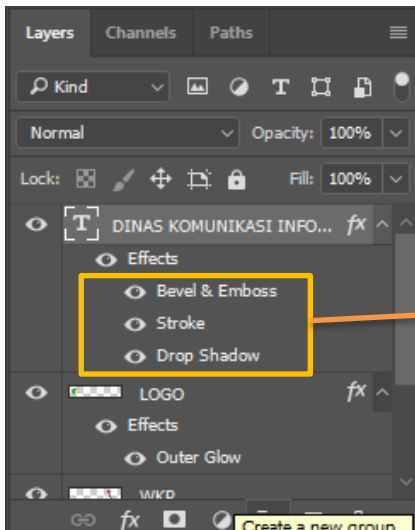 Layers Channels Paths
Kind
Normal Opacity: 100%
Lock: Fill: 100%
T DINAS KOMUNIKASI INFO... fx
Effects
Bevel & Emboss
Stroke
Drop Shadow
LOGO fx
Effects
Outer Glow
WKP
fx Create a new group